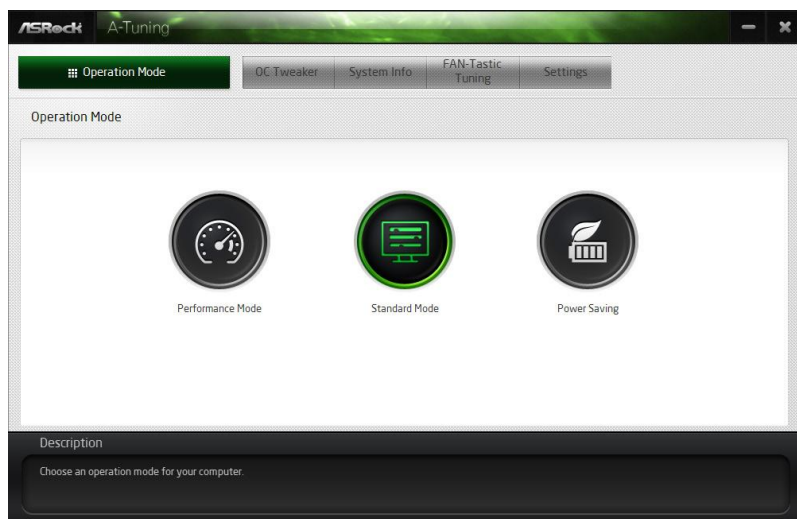 ASRock A-Tuning
Operation Mode
OC Tweaker
System Info
FAN-Tastic
Tuning
Settings
Operation Mode
Performance Mode
Standard Mode
Power Saving
Description
Choose an operation mode for your computer.